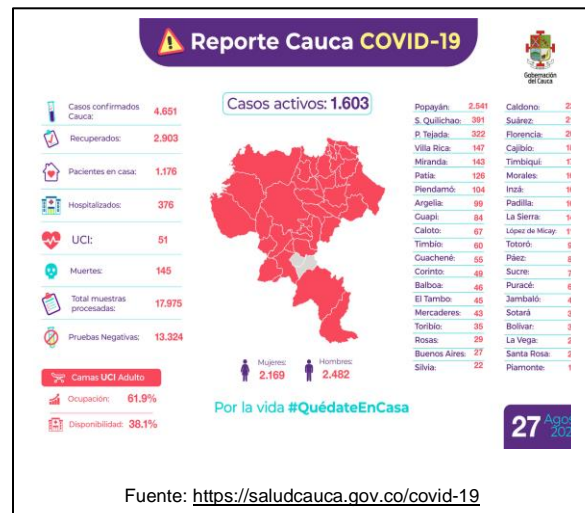 Reporte Cauca COVID-19
Gobernación
del Cauca
Casos confirmados
Cauca:
4.651
Recuperados:
2.903
Pacientes en casa:
1.176
Hospitalizados:
376
UCI:
51
Muertes:
145
Total muestras
procesadas:
17.975
Pruebas Negativas:
13.324
Camas UCI Adulto
Ocupación: 61.9%
Disponibilidad: 38.1%
Casos activos: 1.603
Mujeres:
2.169
Hombres:
2.482
Por la vida #QuédateEnCasa
Popayán: 2.541
S. Quilichao: 391
P. Tejada: 322
Villa Rica: 147
Miranda: 143
Patía: 126
Piendamó: 104
Argelia: 99
Guapi: 84
Caloto: 67
Timbío: 60
Guachené: 55
Corinto: 49
Balboa: 46
El Tambo: 45
Mercaderes: 43
Toribío: 35
Rosas: 29
Buenos Aires: 27
Silvia: 22
Caldono:
Suárez:
Florencia:
Cajibío:
Timbiquí:
Morales:
Inzá:
Padilla:
La Sierra:
López de Micay:
Totoró:
Páez:
Sucre:
Puracé:
Jambaló:
Sotará
Bolívar:
La Vega:
Santa Rosa:
Piamonte:
27
Fuente: https://saludcauca.gov.co/covid-19